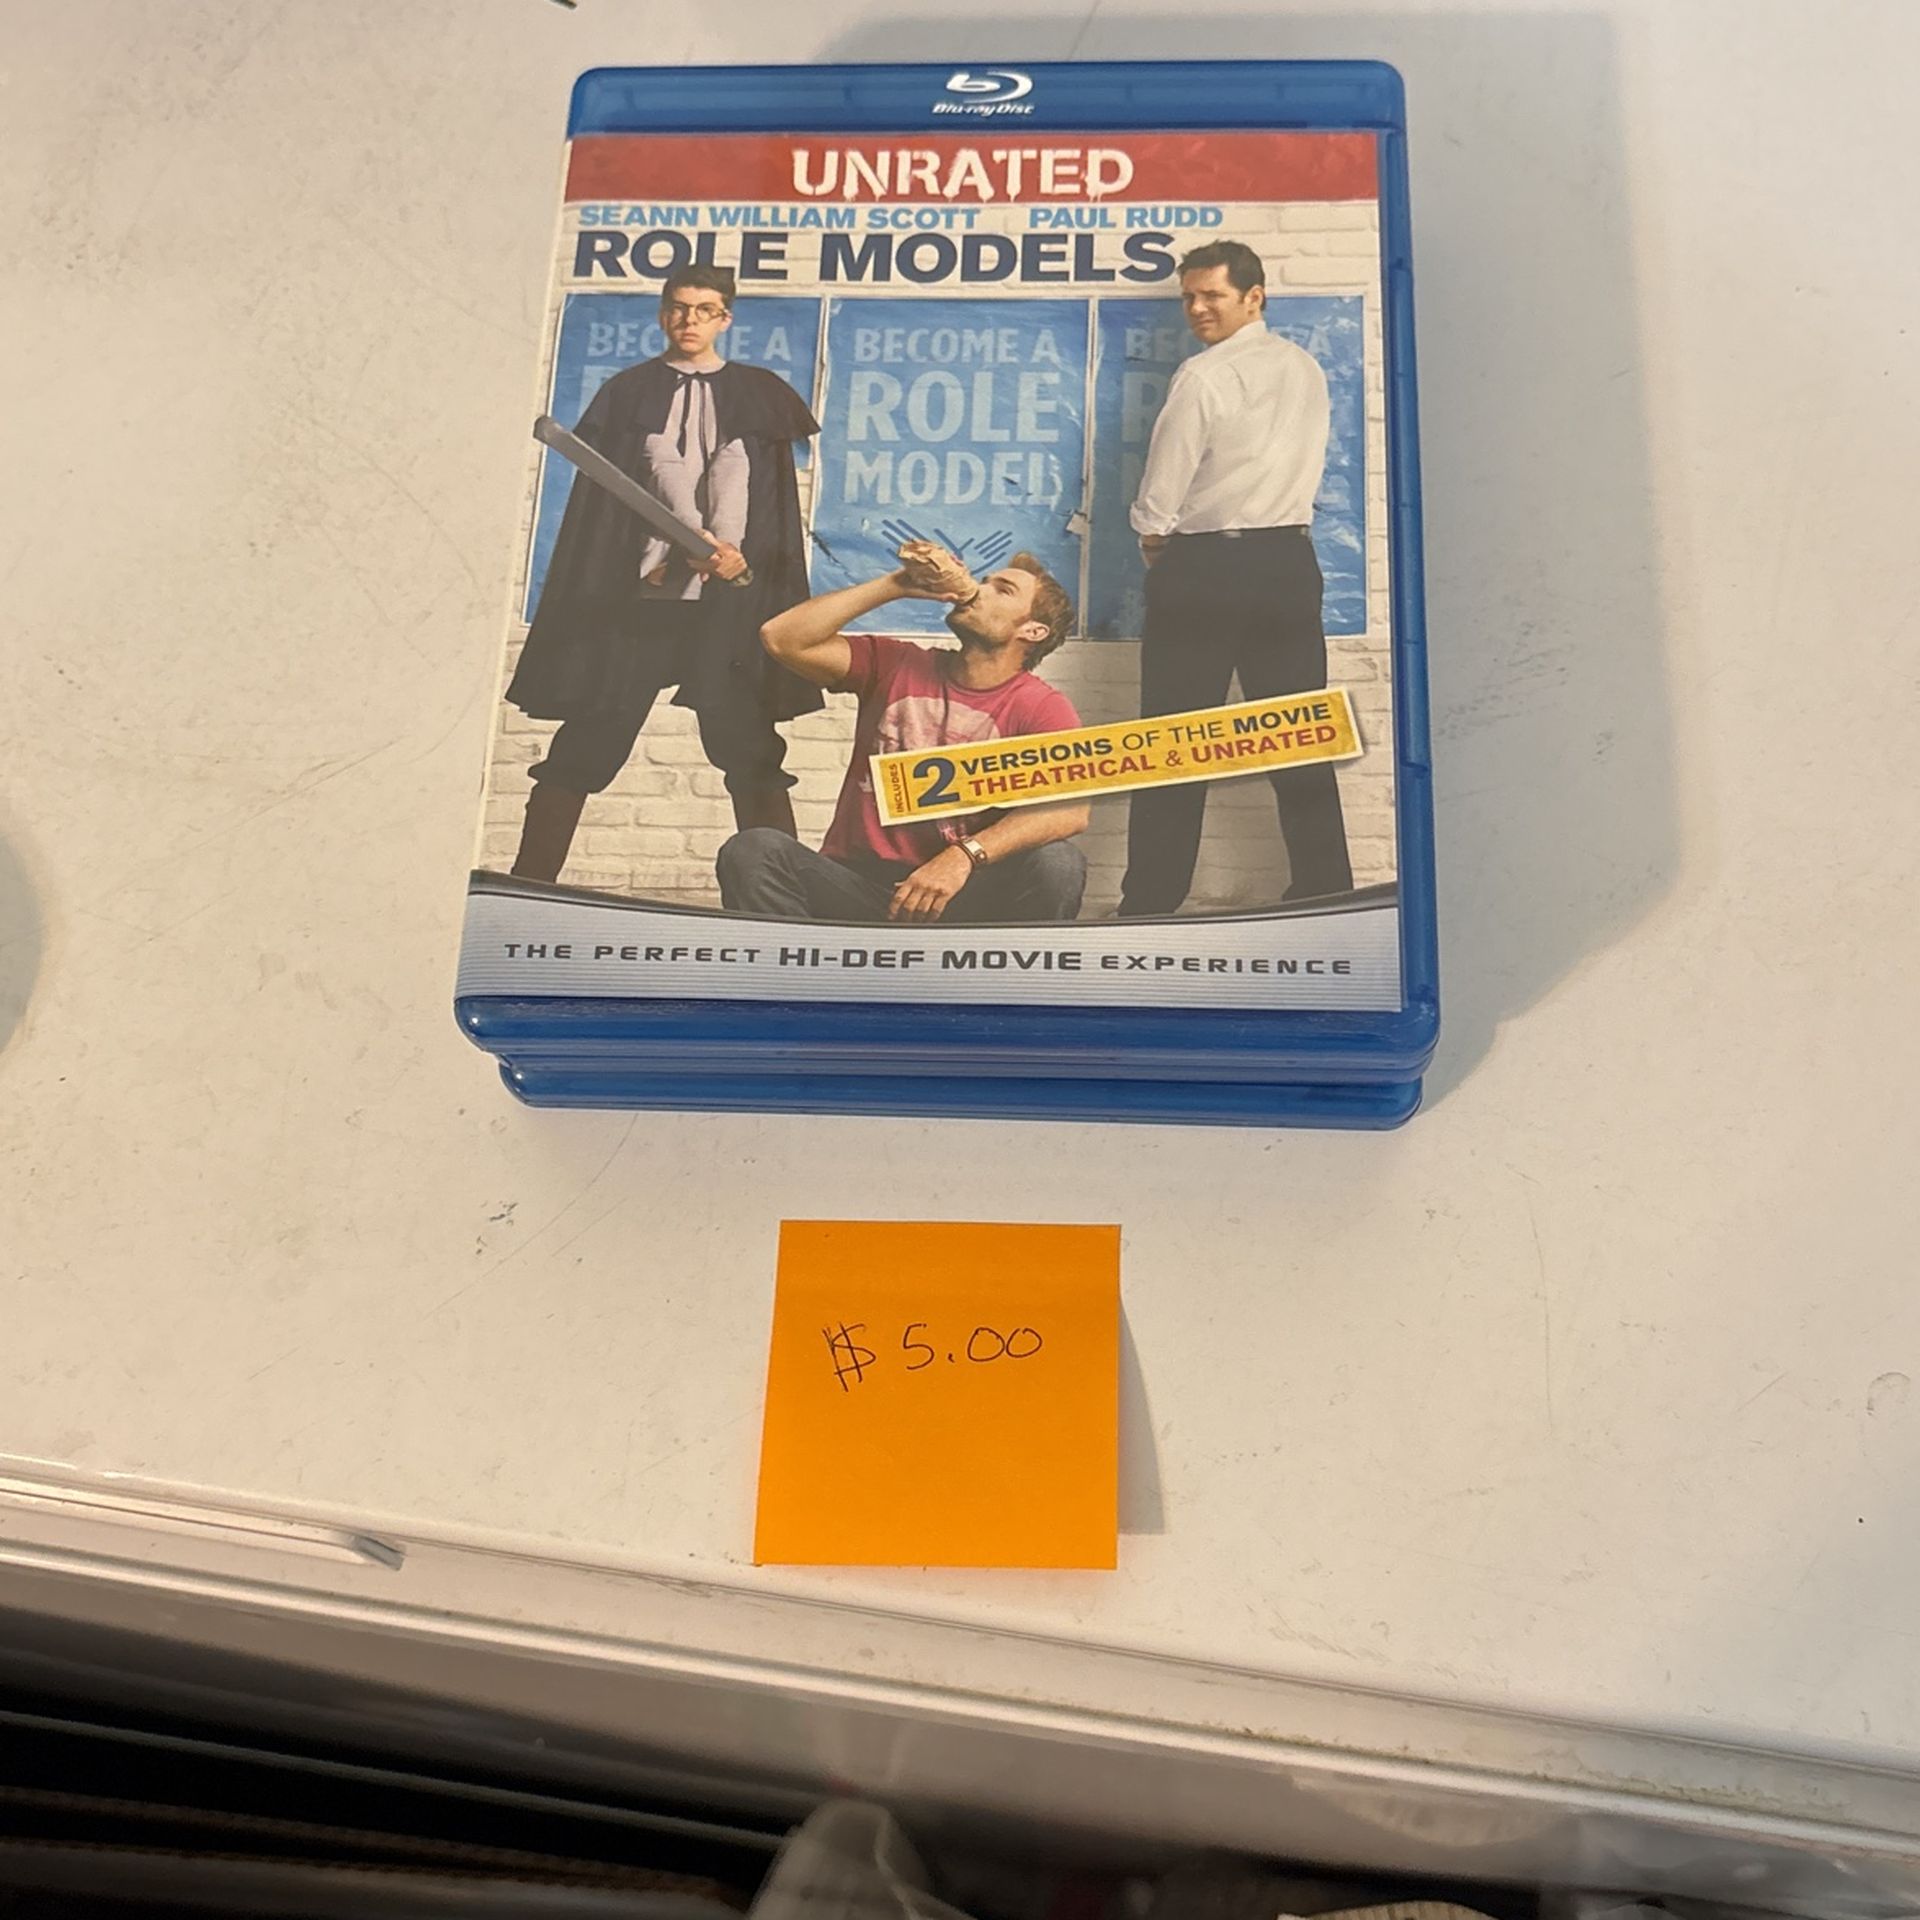 Blu-ray Disc
UNRATED
SEANN WILLIAM SCOTT PAUL RUDD
ROLE MODELS
BECOME A
ROLE
MODEL
INCLUDES
2 VERSIONS OF THE MOVIE
THEATRICAL & UNRATED
THE PERFECT HI-DEF MOVIE EXPERIENCE
$ 5.00